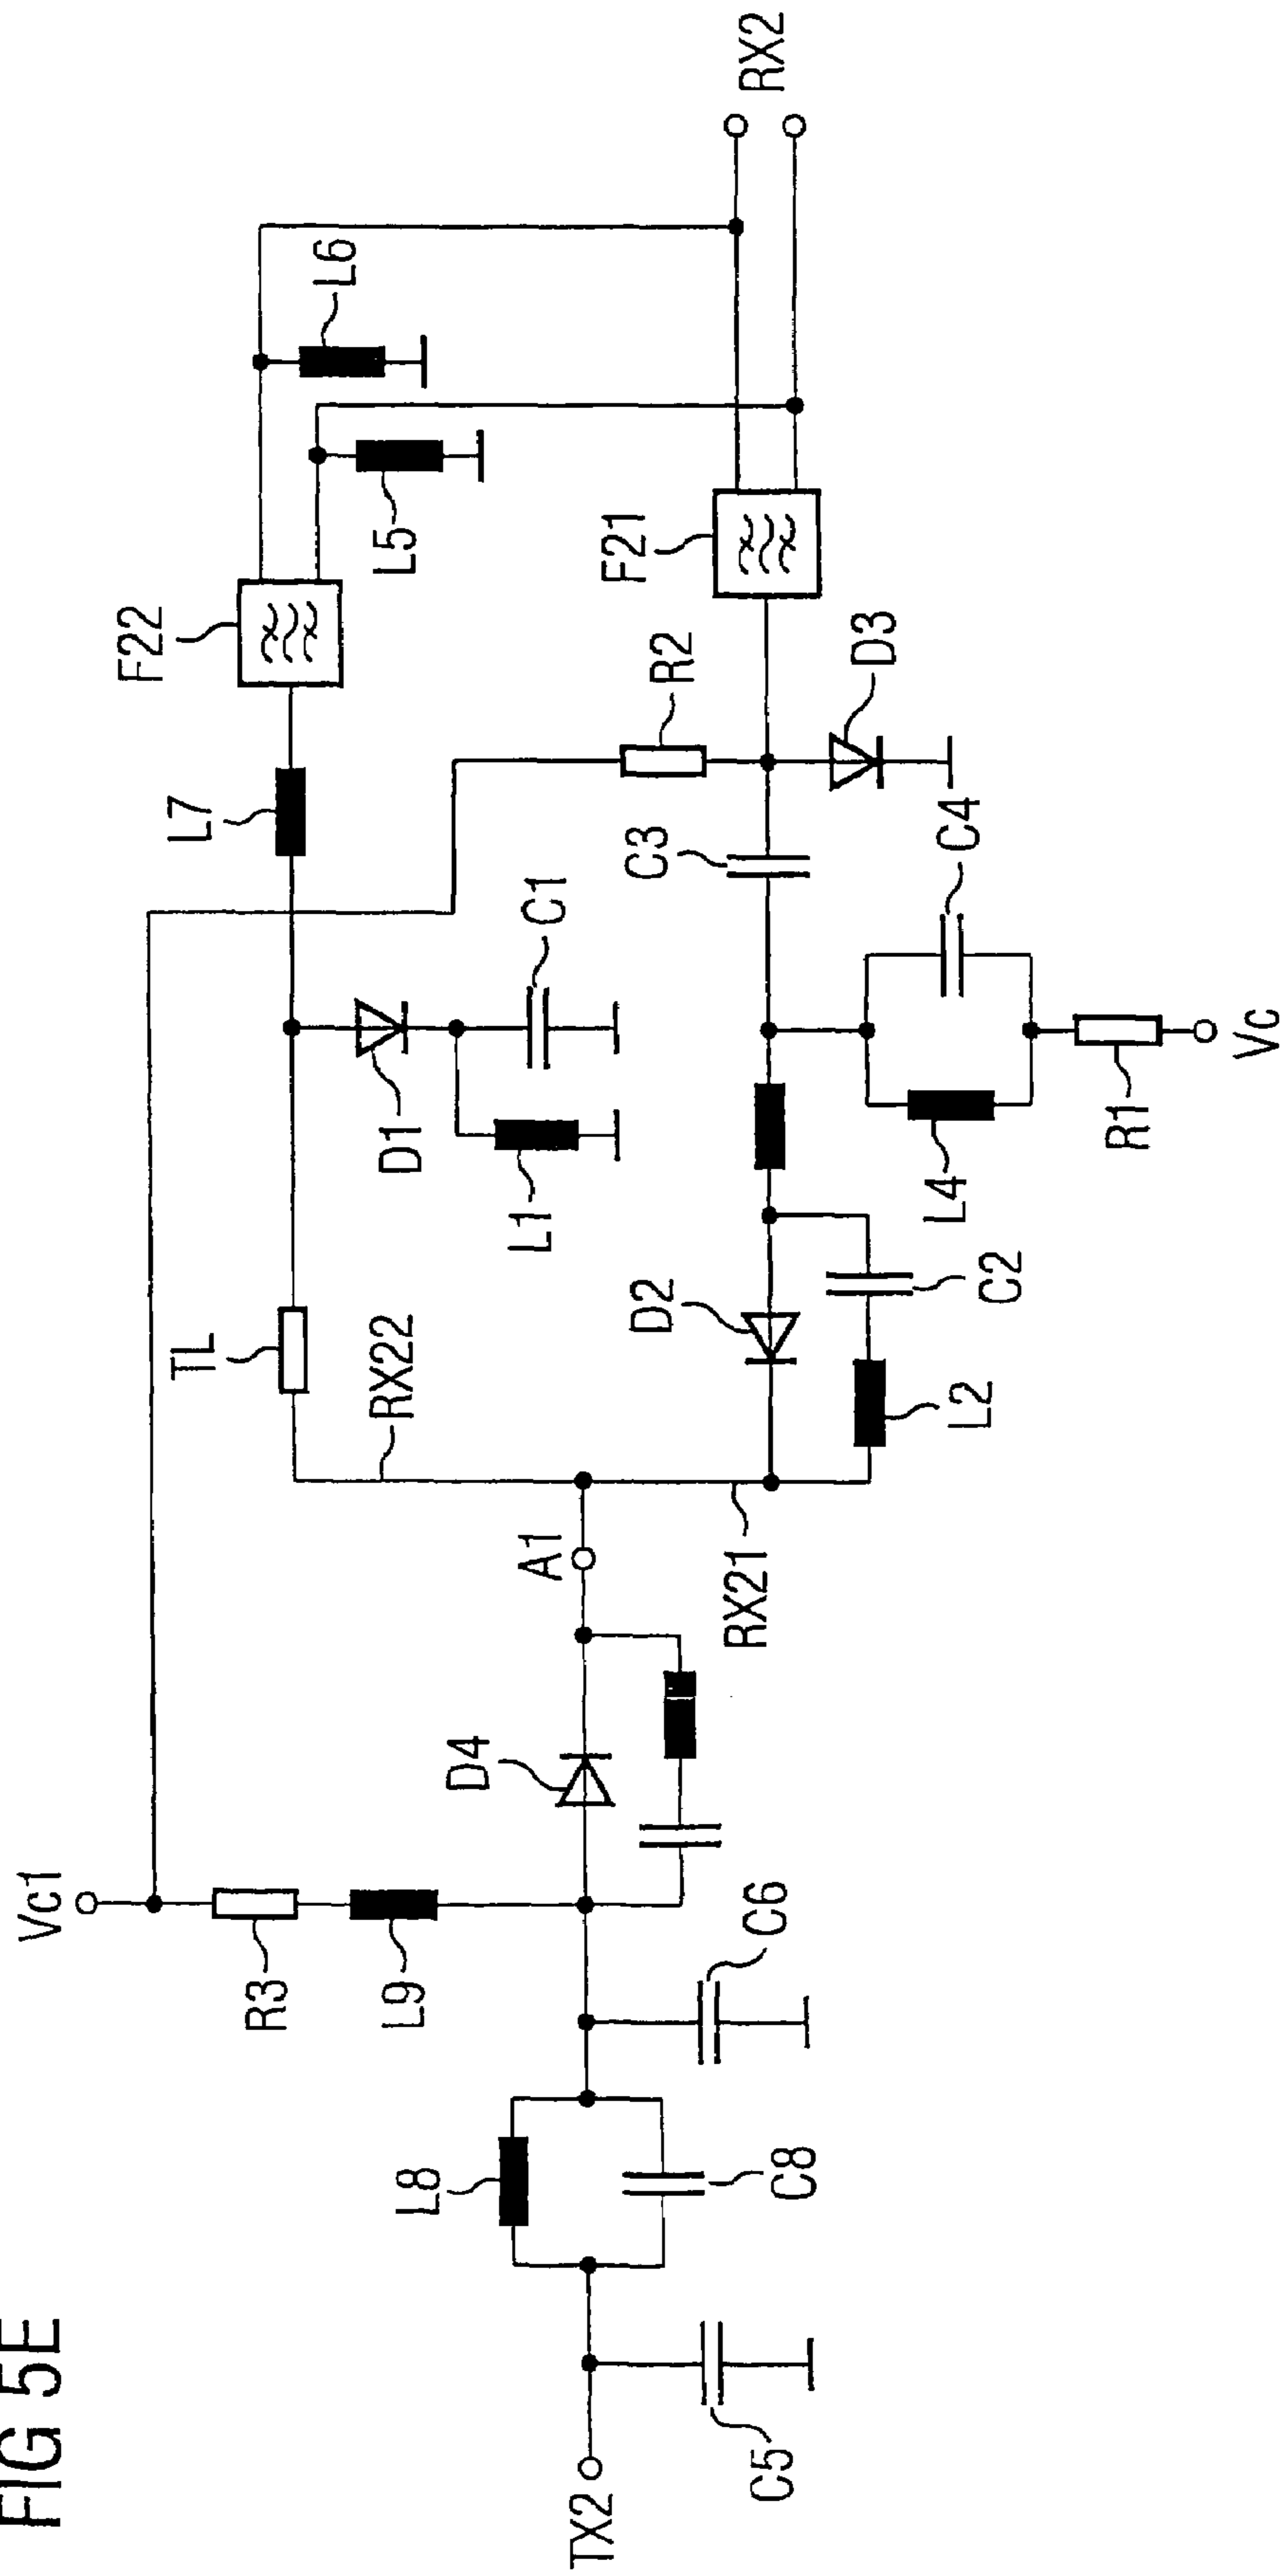 FIG 5E
TX2
C5
L8
C8
C6
Vc1
R3
L9
D4
A1
RX21
RX22
TL
D2
L2
C2
D1
L1
C1
L4
C4
R1
Vc
L7
C3
R2
D3
F22
F21
L5
L6
RX2